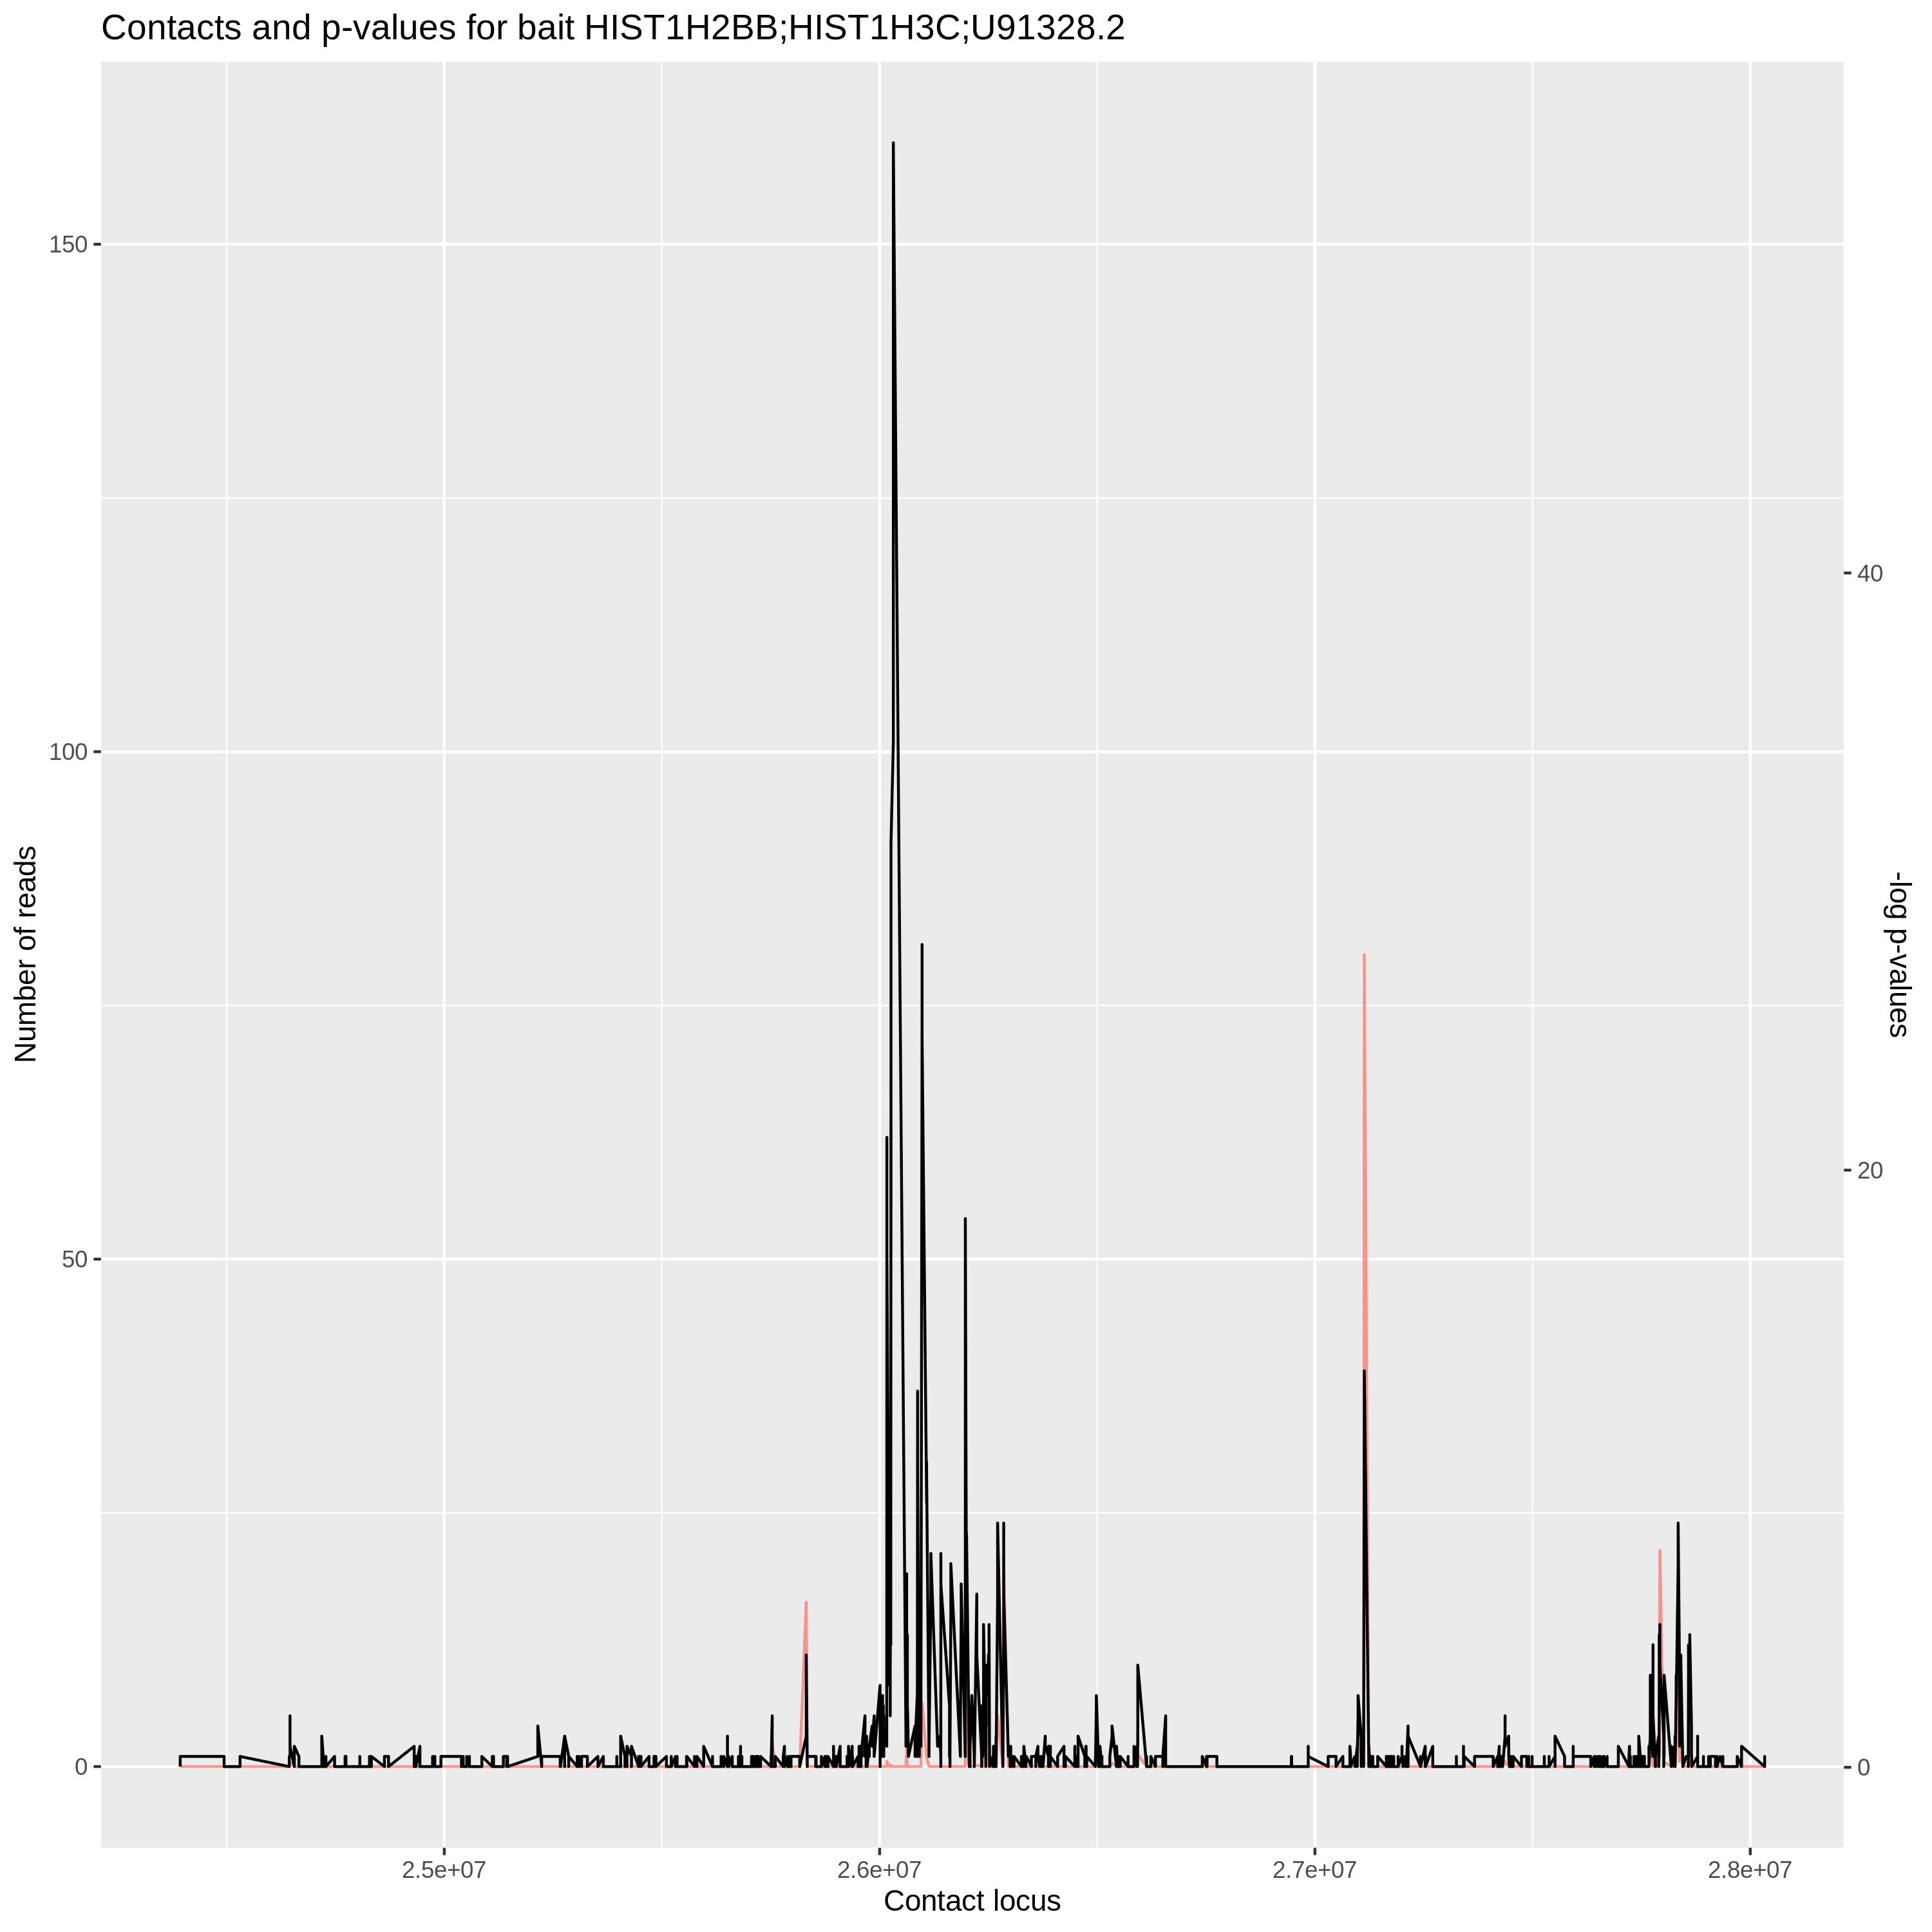 Contacts and p-values for bait HIST1H2BB;HIST1H3C;U91328.2
150
100
50
0
Number of reads
40
20
0
-log p-values
2.5e+07
2.6e+07
2.7e+07
2.8e+07
Contact locus